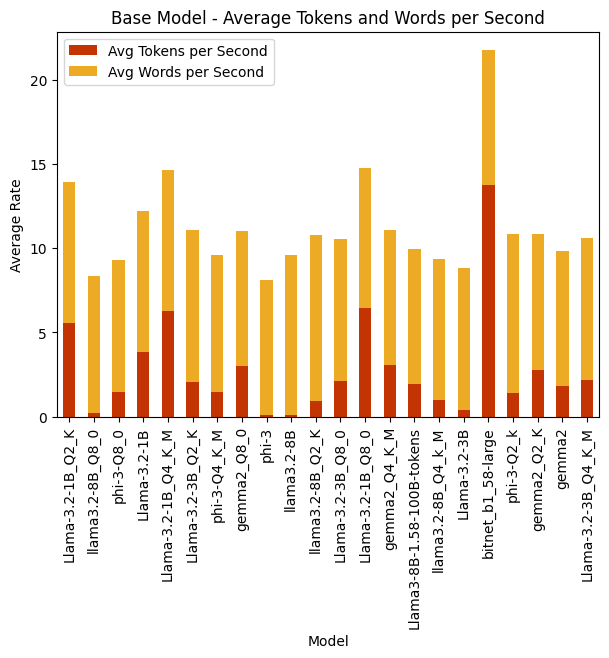 Base Model - Average Tokens and Words per Second
Avg Tokens per Second
Avg Words per Second
Average Rate
20
15
10
5
0
Llama-3.2-1B_Q2_K
llama3.2-8B_Q8_0
phi-3-Q8_0
Llama-3.2-1B
Llama-3.2-1B_Q4_K_M
Llama-3.2-3B_Q2_K
phi-3-Q4_K_M
gemma2_Q8_0
phi-3
llama3.2-8B
llama3.2-8B_Q2_K
Llama-3.2-3B_Q8_0
Llama-3.2-1B_Q8_0
gemma2_Q4_K_M
Llama3-8B-1.58-100B-tokens
llama3.2-8B_Q4_k_M
Llama-3.2-3B
bitnet_b1_58-large
phi-3-Q2_k
gemma2_Q2_K
gemma2
Llama-3.2-3B_Q4_K_M
Model